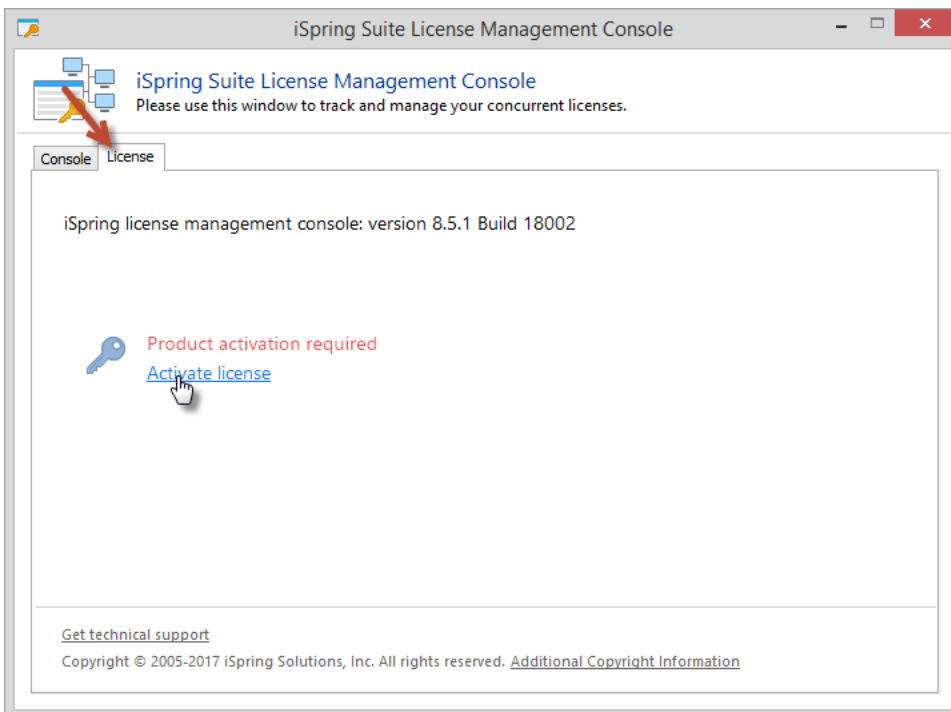 iSpring Suite License Management Console
iSpring Suite License Management Console
Please use this window to track and manage your concurrent licenses.
Console License
iSpring license management console: version 8.5.1 Build 18002
Product activation required
Activate license
Get technical support
Copyright © 2005-2017 iSpring Solutions, Inc. All rights reserved. Additional Copyright Information